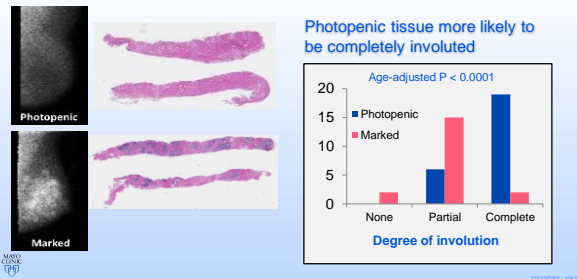 Photopenic
Marked
MAYO
CLINIC
Photopenic tissue more likely to
be completely involuted
Age-adjusted P < 0.0001
20
15
10
5
0
Photopenic
Marked
None
Partial
Complete
Degree of involution